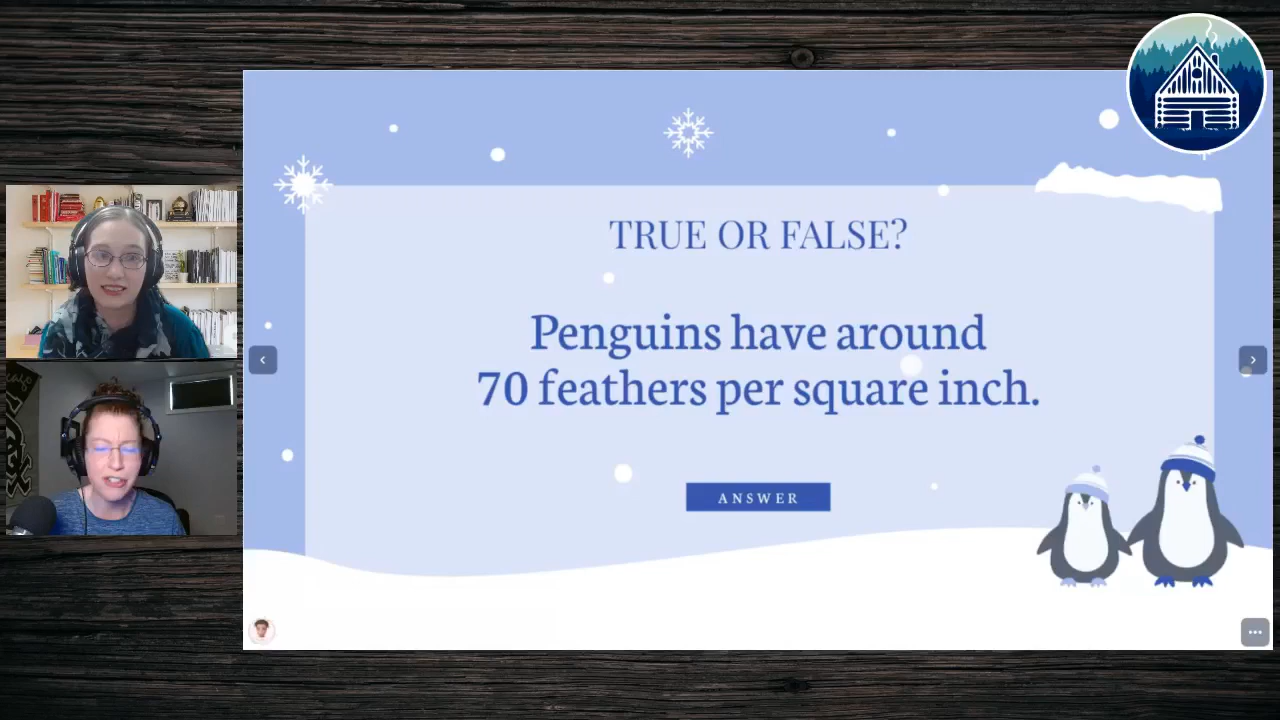 TRUE OR FALSE?
Penguins have around
70 feathers per square inch.
ANSWER